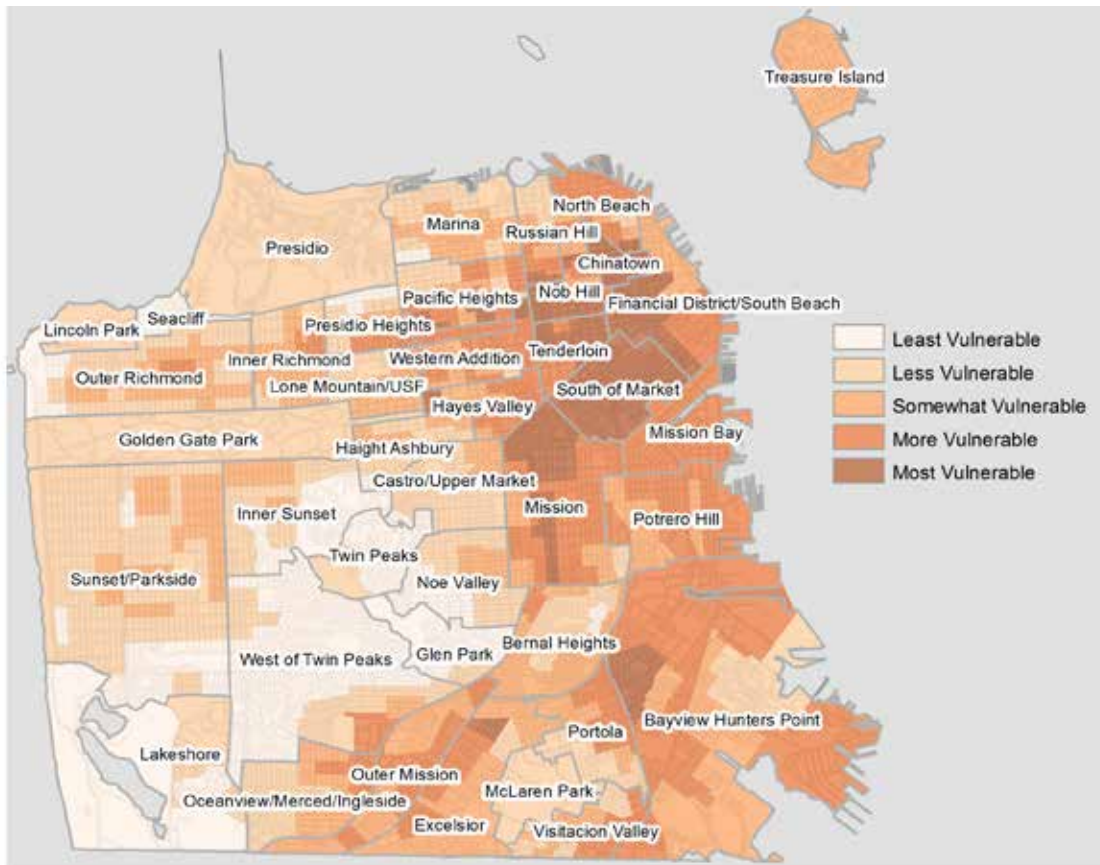 Treasure Island
North Beach
Marina
Russian Hill
Presidio
Chinatown
Nob Hill
Pacific Heights
Financial District/South Beach
Seacliff
Lincoln Park
Presidio Heights
Inner Richmond
Western Addition
Tenderloin
Outer Richmond
Lone Mountain/USF
South of Market
Hayes Valley
Golden Gate Park
Haight Ashbury
Mission Bay
Castro/Upper Market
Inner Sunset
Mission
Potrero Hill
Twin Peaks
Sunset/Parkside
Noe Valley
Bernal Heights
West of Twin Peaks
Glen Park
Bayview Hunters Point
Portola
Lakeshore
Outer Mission
McLaren Park
Oceanview/Merced/Ingleside
Excelsior
Visitacion Valley
Least Vulnerable
Less Vulnerable
Somewhat Vulnerable
More Vulnerable
Most Vulnerable